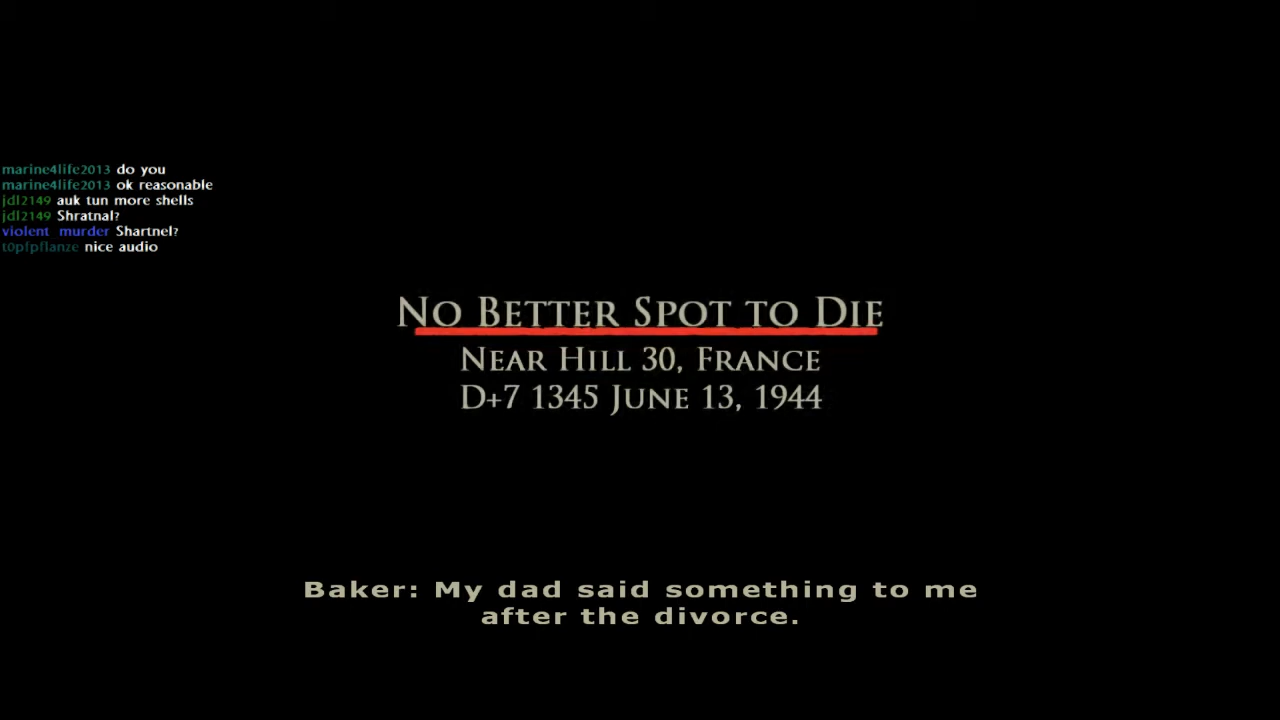 marine4life2013 do you
marine4life2013 ok reasonable
jdl2149 auk tun more shells
jdl2149 Shratnal?
violent_murder Shartnel?
t0pfpflanze nice audio
No Better Spot to Die
Near Hill 30, France
D+7 1345 June 13, 1944
Baker: My dad said something to me
after the divorce.